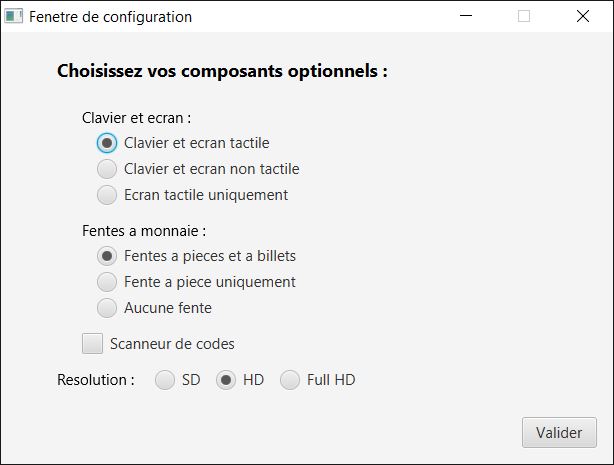 Fenetre de configuration
Choisissez vos composants optionnels :
Clavier et ecran :
Clavier et ecran tactile
Clavier et ecran non tactile
Ecran tactile uniquement
Fentes a monnaie :
Fentes a pieces et a billets
Fente a piece uniquement
Aucune fente
Scanneur de codes
Resolution : SD HD Full HD
Valider